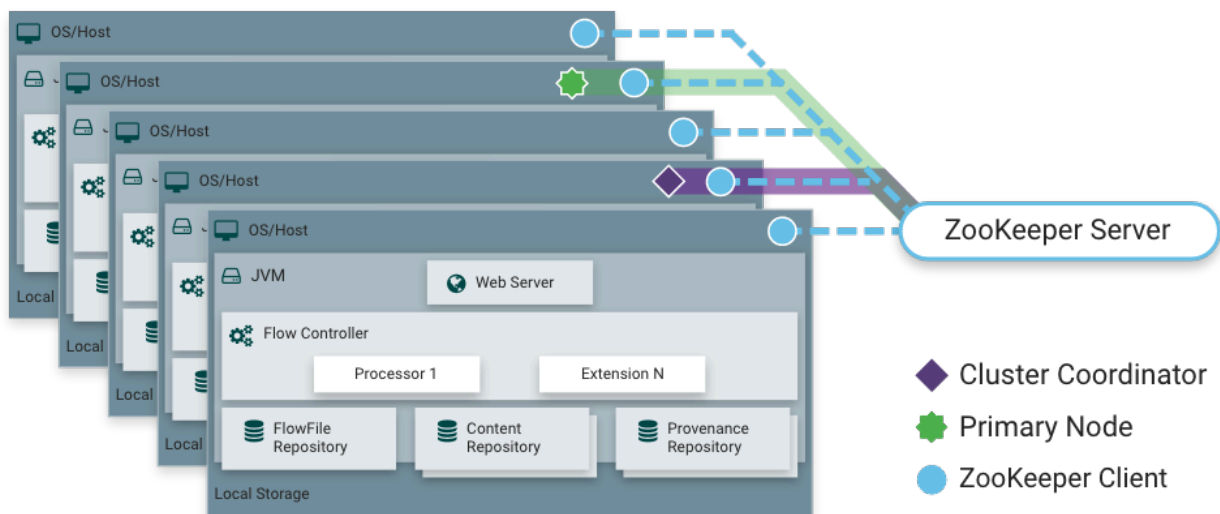 OS/Host
OS/Host
OS/Host
OS/Host
OS/Host
ZooKeeper Server
JVM
Web Server
Flow Controller
Processor 1
Extension N
FlowFile
Repository
Content
Repository
Provenance
Repository
Local Storage
Local
Local
Local
Local
Cluster Coordinator
Primary Node
ZooKeeper Client